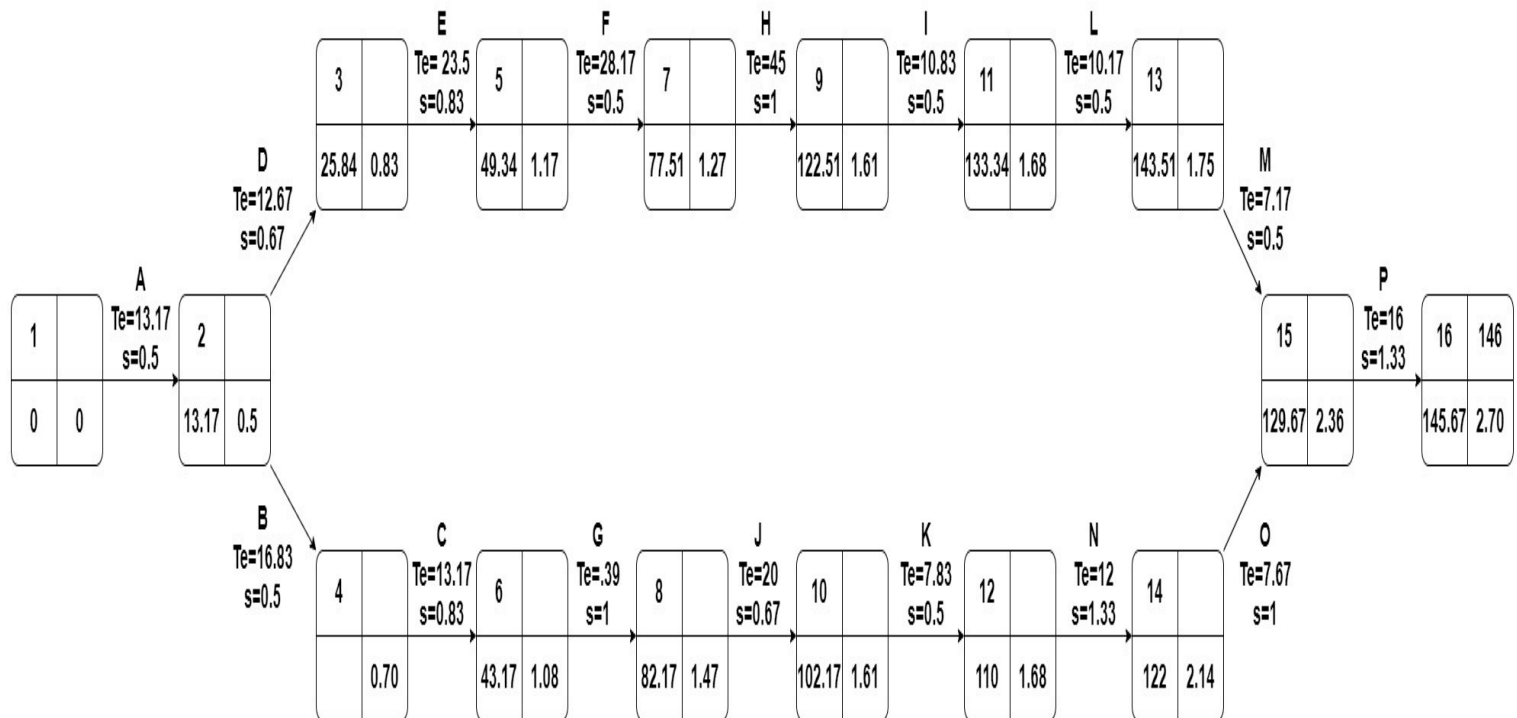 E
Te= 23.5
s=0.83
F
Te=28.17
s=0.5
H
Te=45
s=1
I
Te=10.83
s=0.5
L
Te=10.17
s=0.5
3
25.84 0.83
5
49.34 1.17
7
77.51 1.27
9
122.51 1.61
11
133.34 1.68
13
143.51 1.75
D
Te=12.67
s=0.67
M
Te=7.17
s=0.5
1
0 0
A
Te=13.17
s=0.5
2
13.17 0.5
15
129.67 2.36
P
Te=16
s=1.33
16 146
145.67 2.70
B
Te=16.83
s=0.5
C
Te=13.17
s=0.83
G
Te=.39
s=1
J
Te=20
s=0.67
K
Te=7.83
s=0.5
N
Te=12
s=1.33
O
Te=7.67
s=1
4
0.70
6
43.17 1.08
8
82.17 1.47
10
102.17 1.61
12
110 1.68
14
122 2.14